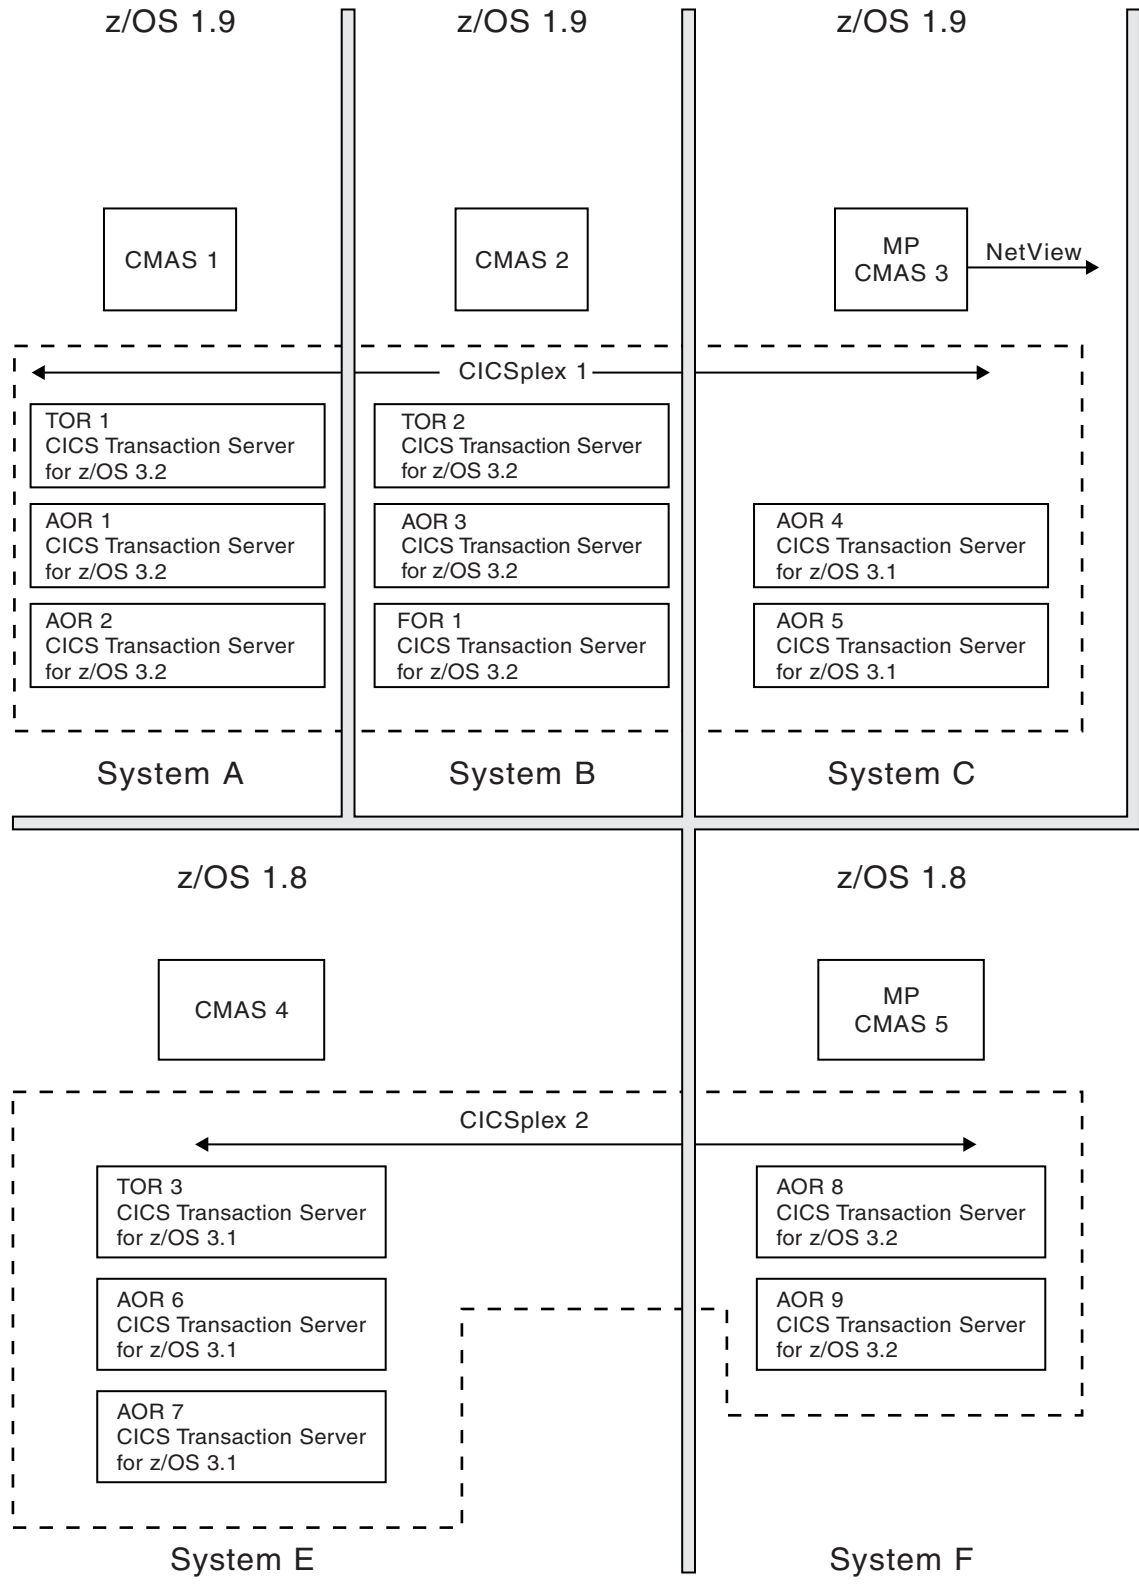 z/OS 1.9
z/OS 1.9
z/OS 1.9
CMAS 1
CMAS 2
MP
CMAS 3
NetView
CICSplex 1
TOR 1
CICS Transaction Server
for z/OS 3.2
TOR 2
CICS Transaction Server
for z/OS 3.2
AOR 1
CICS Transaction Server
for z/OS 3.2
AOR 3
CICS Transaction Server
for z/OS 3.2
AOR 4
CICS Transaction Server
for z/OS 3.1
AOR 2
CICS Transaction Server
for z/OS 3.2
FOR 1
CICS Transaction Server
for z/OS 3.2
AOR 5
CICS Transaction Server
for z/OS 3.1
System A
System B
System C
z/OS 1.8
z/OS 1.8
CMAS 4
MP
CMAS 5
CICSplex 2
TOR 3
CICS Transaction Server
for z/OS 3.1
AOR 8
CICS Transaction Server
for z/OS 3.2
AOR 6
CICS Transaction Server
for z/OS 3.1
AOR 9
CICS Transaction Server
for z/OS 3.2
AOR 7
CICS Transaction Server
for z/OS 3.1
System E
System F